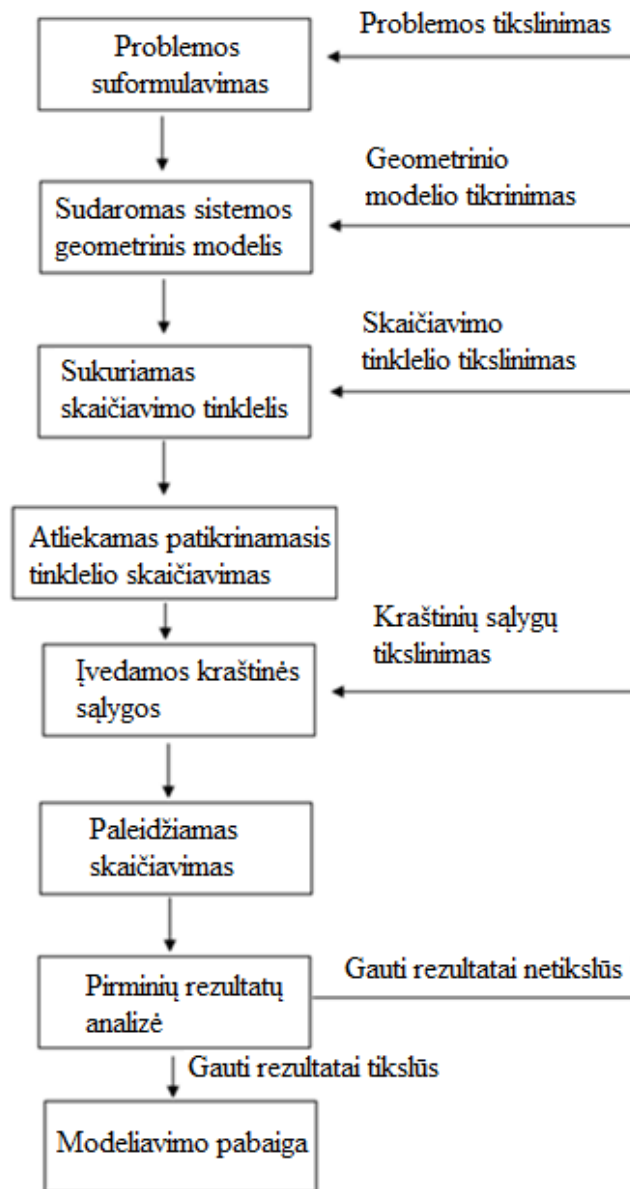 Problemos tikslinimas
Problemos
suformulavimas
Geometrinio
modelio tikrinimas
Sudaromas sistemos
geometrinis modelis
Skaičiavimo
tinklelio tikslinimas
Sukuriamas
skaičiavimo tinklelis
Atliekamas patikrinamasis
tinklelio skaičiavimas
Kraštinių sąlygų
tikslinimas
Įvedamos kraštinės
sąlygos
Paleidžiamas
skaičiavimas
Gauti rezultatai netikslūs
Pirminių rezultatų
analizė
Gauti rezultatai tikslūs
Modeliavimo pabaiga